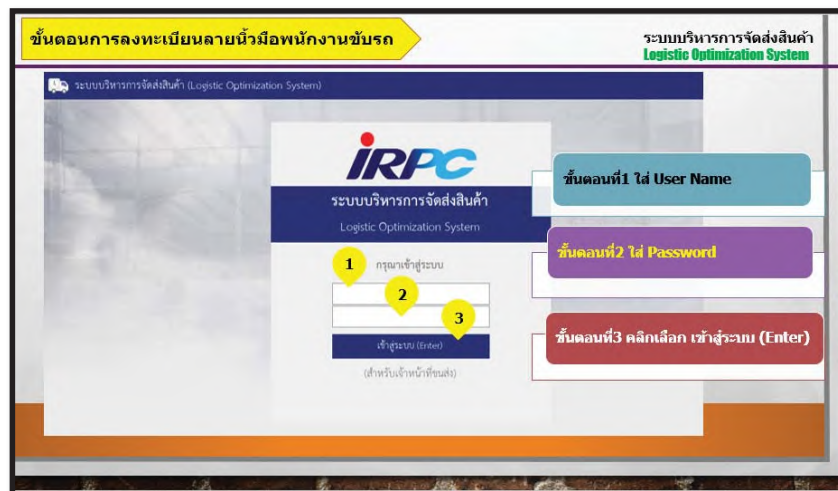 ขั้นตอนการลงทะเบียนลายนิ้วมือพนักงานขับรถ
ระบบบริหารการจัดส่งสินค้า
Logistic Optimization System
ระบบบริหารการจัดส่งสินค้า (Logistic Optimization System)
iRPC
ระบบบริหารการจัดส่งสินค้า
Logistic Optimization System
กรุณาเข้าสู่ระบบ
1
2
3
เข้าสู่ระบบ (Enter)
(สำหรับเจ้าหน้าที่ขนส่ง)
ขั้นตอนที่1 ใส่ User Name
ขั้นตอนที่2 ใส่ Password
ขั้นตอนที่3 คลิกเลือก เข้าสู่ระบบ (Enter)